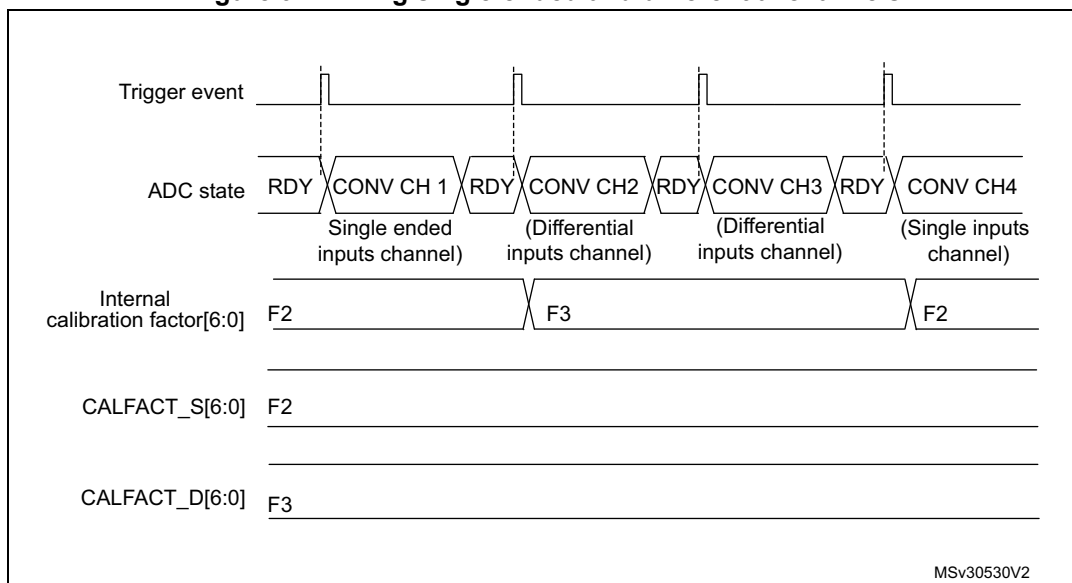 Trigger event
ADC state
RDY
CONV CH 1
RDY
CONV CH2
RDY
CONV CH3
RDY
CONV CH4
Single ended
inputs channel)
(Differential
inputs channel)
(Differential
inputs channel)
(Single inputs
channel)
Internal
calibration factor[6:0]
F2
F3
F2
CALFACT_S[6:0]
F2
CALFACT_D[6:0]
F3
MSv30530V2